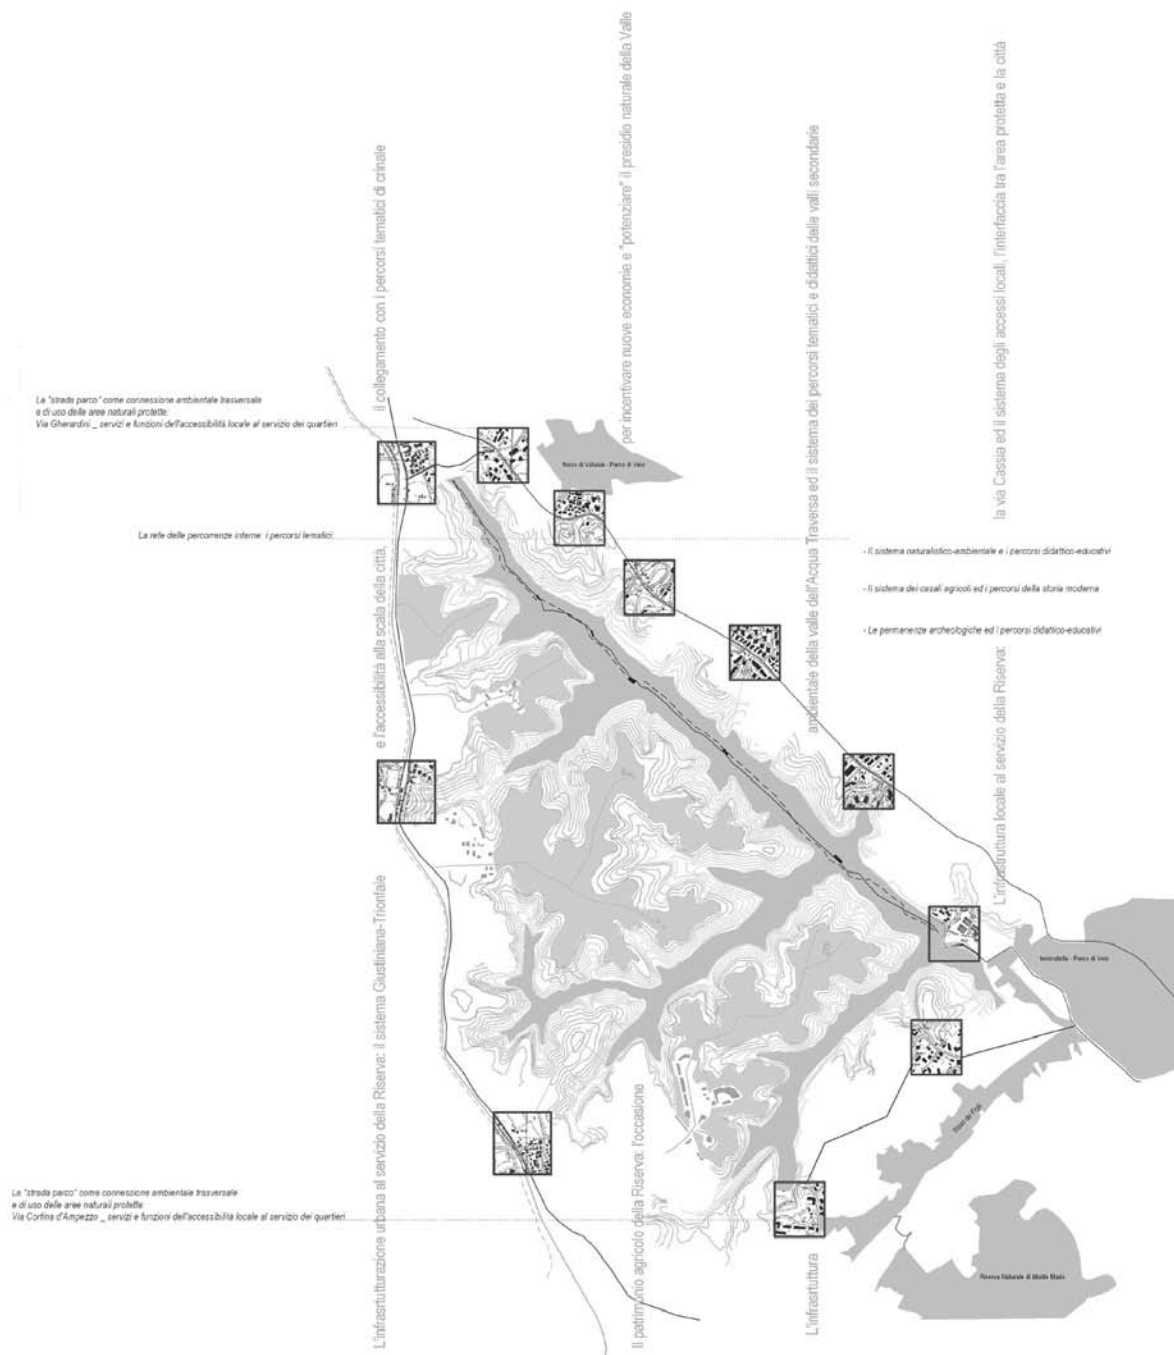 il collegamento con i percorsi tematici di crinale
e l'accessibilità alla scala della città,
L'infrasrtutturazione urbana al servizio della Riserva: il sistema Giustiniana-Trionfale
per incentivare nuove economie e "potenziare" il presidio naturale della Valle
Il patrimonio agricolo della Riserva: l'occasione
ambientale della valle dell'Acqua Traversa ed il sistema dei percorsi tematici e didattici delle valli secondarie
L'infrasrtuttura
la via Cassia ed il sistema degli accessi locali, l'interfaccia tra l'area protetta e la città
L'infrastruttura locale al servizio della Riserva:
La "strada parco" come connessione ambientale trasversale
e di uso delle aree naturali protette:
Via Gherardini _ servizi e funzioni dell'accessibilità locale al servizio dei quartieri
La rete delle percorrenze interne: i percorsi tematici:
- Il sistema naturalistico-ambientale e i percorsi didattico-educativi
- Il sistema dei casali agricoli ed i percorsi della storia moderna
- Le permanenze archeologiche ed i percorsi didattico-educativi
- Parco di Veio
- Parco di Veio
La "strada parco" come connessione ambientale trasversale
e di uso delle aree naturali protette:
Via Cortina d'Ampezzo _ servizi e funzioni dell'accessibilità locale al servizio dei quartieri
Riserva Naturale di Monte Mario